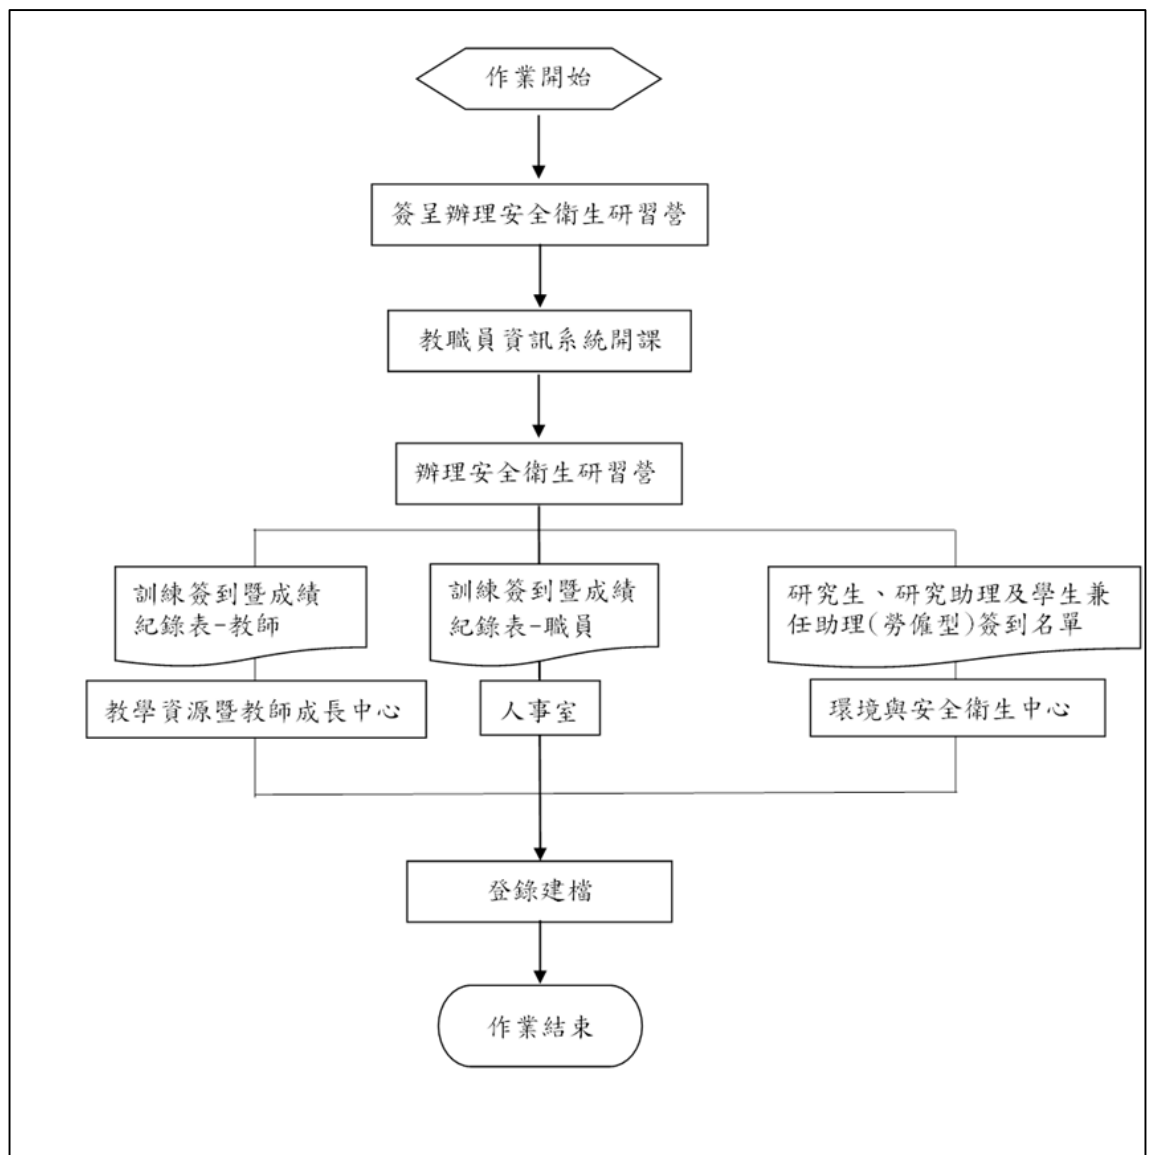 作業開始
簽呈辦理安全衛生研習營
教職員資訊系統開課
辦理安全衛生研習營
訓練簽到暨成績
紀錄表-教師
訓練簽到暨成績
紀錄表-職員
研究生、研究助理及學生兼
任助理(勞僱型)簽到名單
教學資源暨教師成長中心
人事室
環境與安全衛生中心
登錄建檔
作業結束